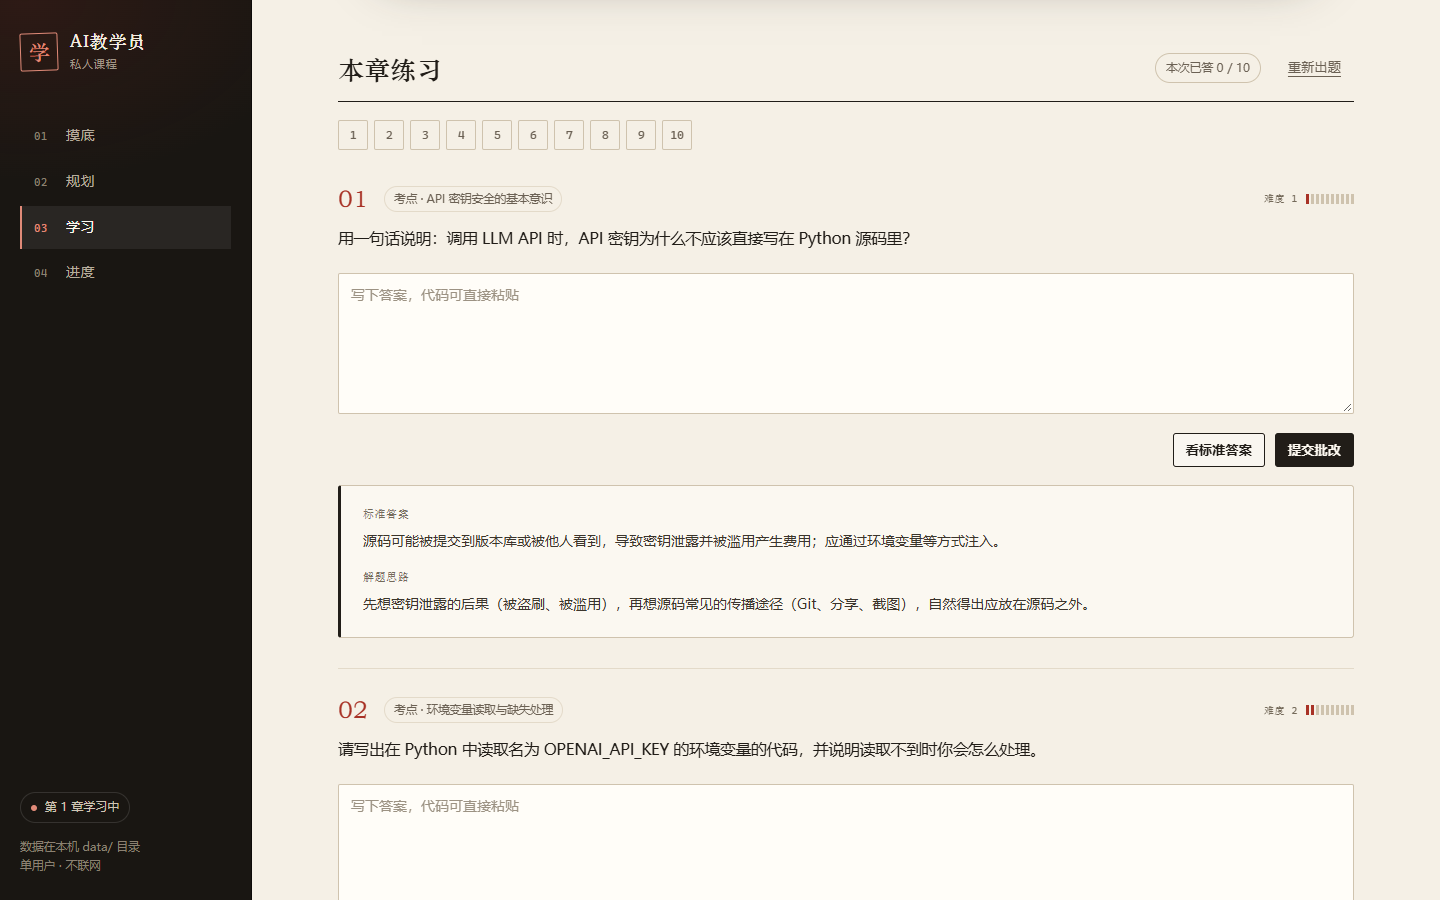 学
AI教学员
私人课程
01 摸底
02 规划
03 学习
04 进度
第 1 章学习中
数据在本机 data/ 目录
单用户 · 不联网
本章练习
本次已答 0 / 10
重新出题
1 2 3 4 5 6 7 8 9 10
01 考点 · API 密钥安全的基本意识 难度 1
用一句话说明：调用 LLM API 时，API 密钥为什么不应该直接写在 Python 源码里？
写下答案，代码可直接粘贴
看标准答案 提交批改
标准答案
源码可能被提交到版本库或被他人看到，导致密钥泄露并被滥用产生费用；应通过环境变量等方式注入。
解题思路
先想密钥泄露的后果（被盗刷、被滥用），再想源码常见的传播途径（Git、分享、截图），自然得出应放在源码之外。
02 考点 · 环境变量读取与缺失处理 难度 2
请写出在 Python 中读取名为 OPENAI_API_KEY 的环境变量的代码，并说明读取不到时你会怎么处理。
写下答案，代码可直接粘贴